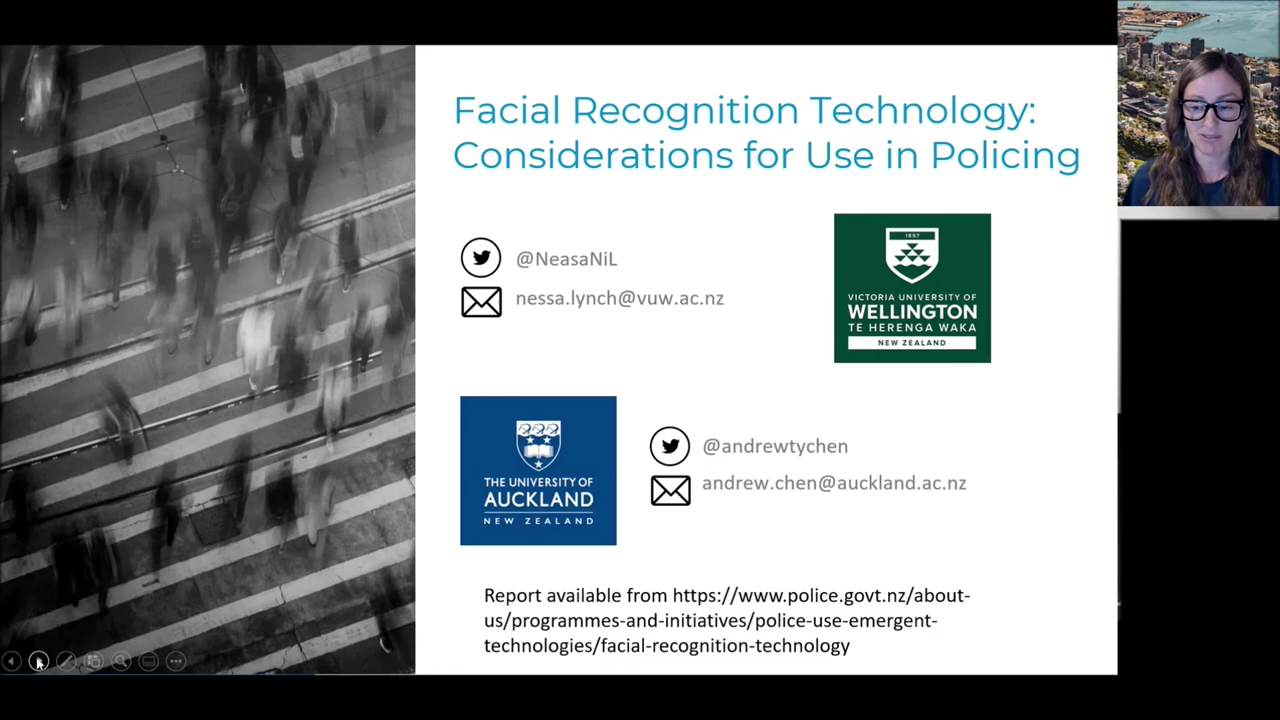 Facial Recognition Technology:
Considerations for Use in Policing
@NeasaNiL
nessa.lynch@vuw.ac.nz
1897
VICTORIA UNIVERSITY OF
WELLINGTON
TE HERENGA WAKA
NEW ZEALAND
THE UNIVERSITY OF
AUCKLAND
NEW ZEALAND
@andrewtychen
andrew.chen@auckland.ac.nz
Report available from https://www.police.govt.nz/about-
us/programmes-and-initiatives/police-use-emergent-
technologies/facial-recognition-technology